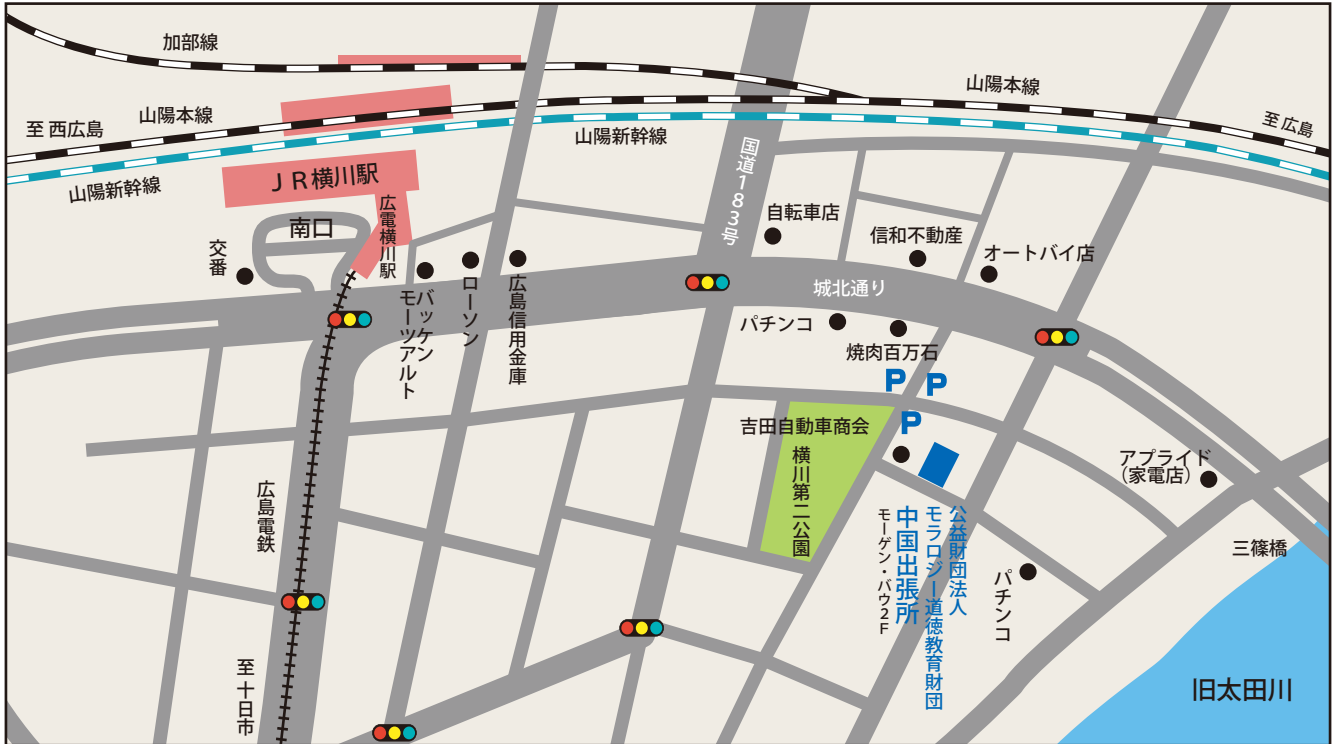 加部線
山陽本線
山陽本線
至 西広島
至 広島
山陽新幹線
山陽新幹線
JR横川駅
広電横川駅
南口
交番
国道183号
自転車店
信和不動産
オートバイ店
城北通り
バッケン
モーツアルト
ローソン
広島信用金庫
パチンコ
焼肉百万石
P
P
P
吉田自動車商会
横川第二公園
アプライド
(家電店)
広島電鉄
公益財団法人
モラロジー道徳教育財団
中国出張所
モーゲン・バウ2F
パチンコ
三篠橋
旧太田川
至 十日市